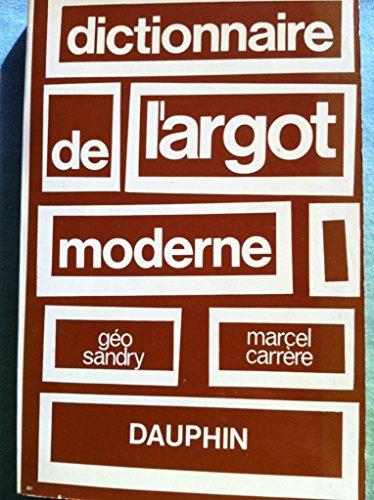 dictionnaire
de l'argot
moderne
géo
sandry
marcel
carrère
DAUPHIN